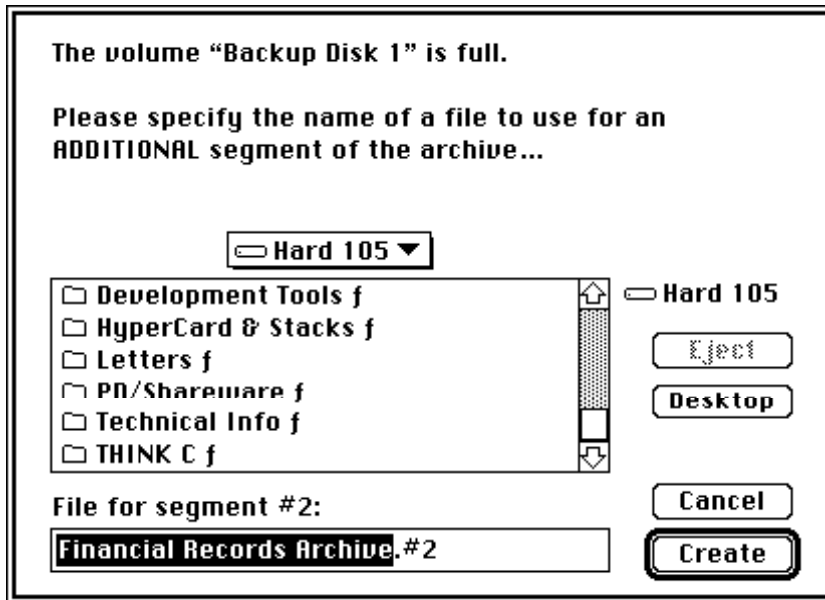 The volume “Backup Disk 1” is full.
Please specify the name of a file to use for an
ADDITIONAL segment of the archive...
Hard 105
Development Tools ƒ
Hard 105
HyperCard & Stacks ƒ
Letters ƒ
Eject
PD/Shareware ƒ
Desktop
Technical Info ƒ
THINK C ƒ
File for segment #2:
Cancel
Financial Records Archive.#2
Create